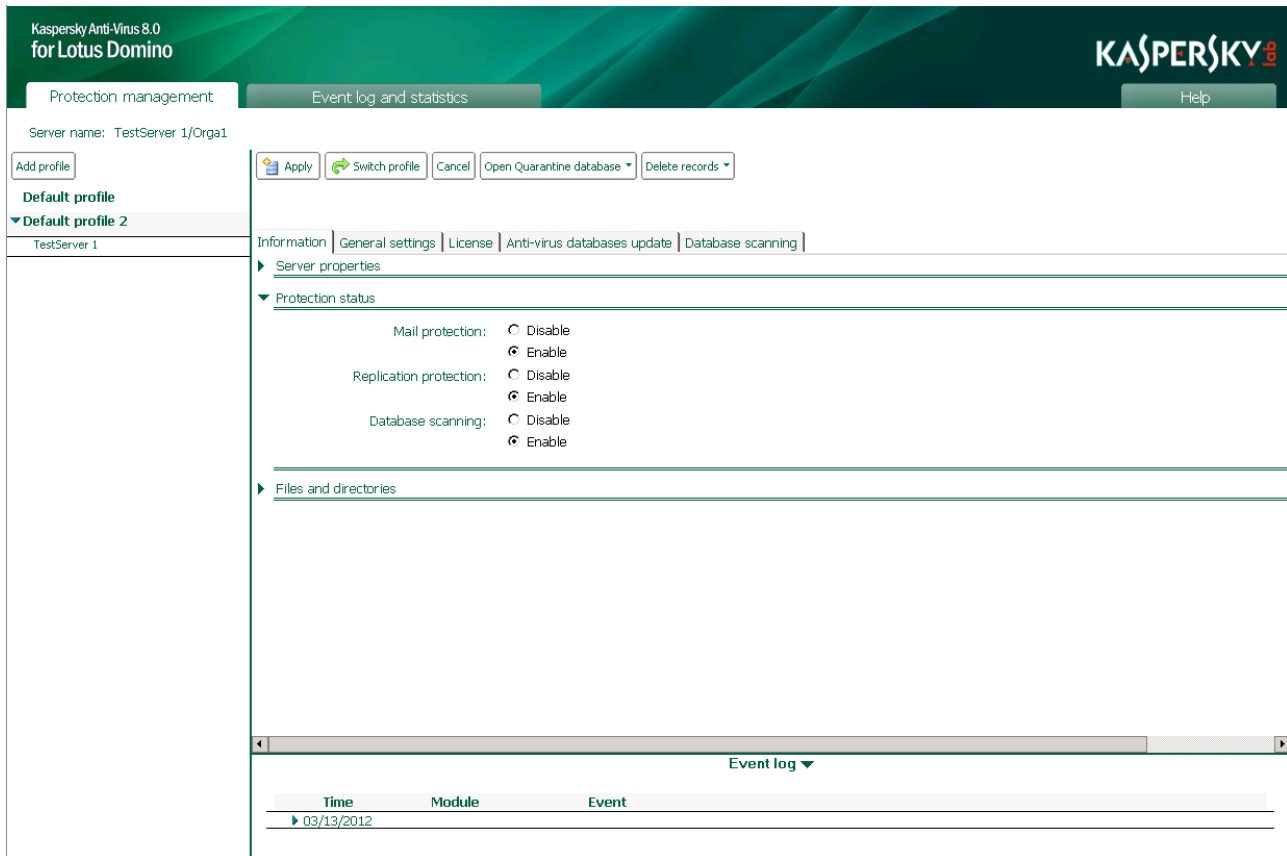 Kaspersky Anti-Virus 8.0
for Lotus Domino
KASPERSKY lab
Protection management
Event log and statistics
Help
Server name: TestServer 1/Orga1
Add profile
Apply
Switch profile
Cancel
Open Quarantine database
Delete records
Default profile
Default profile 2
TestServer 1
Information
General settings
License
Anti-virus databases update
Database scanning
Server properties
Protection status
Mail protection:
Disable
Enable
Replication protection:
Disable
Enable
Database scanning:
Disable
Enable
Files and directories
Event log
Time
Module
Event
03/13/2012